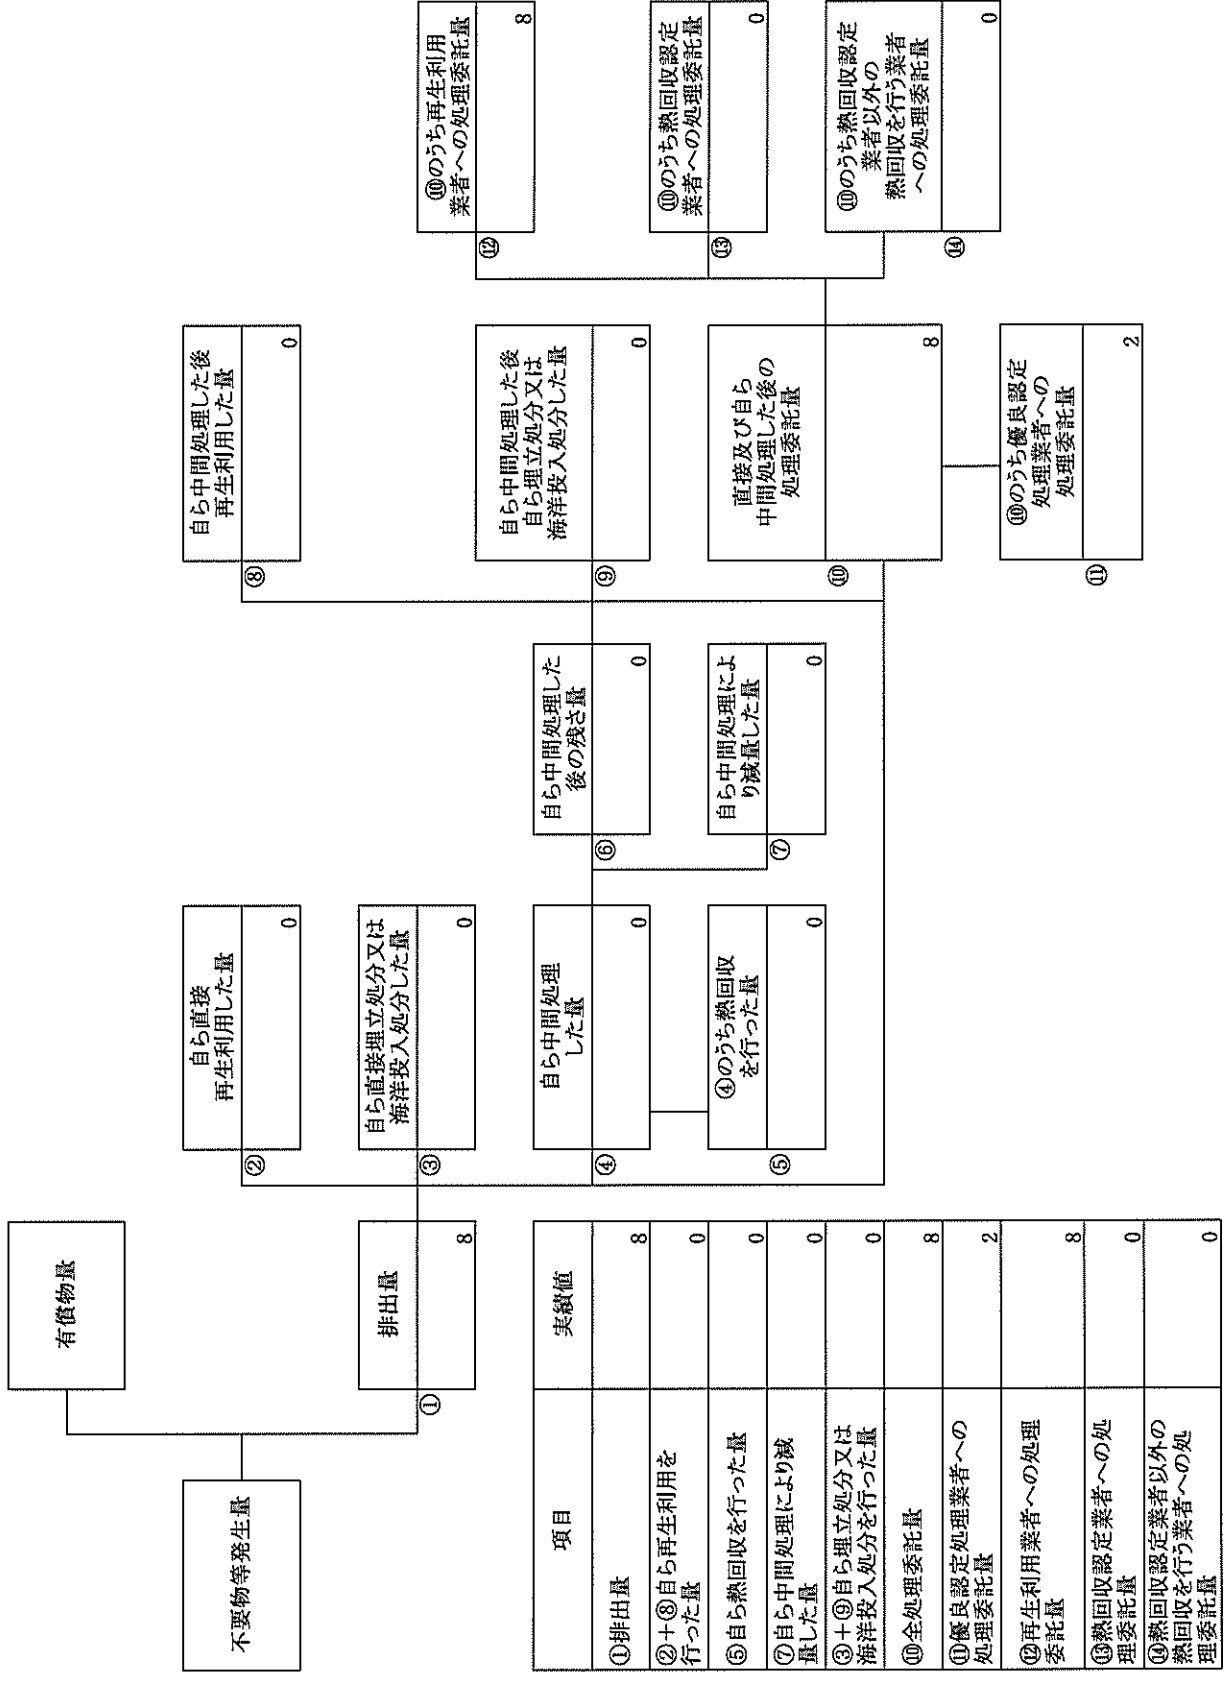 不要物等発生量
有償物量
排出量
①
8
自ら直接
再生利用した量
②
0
自ら直接埋立処分又は
海洋投入処分した量
③
0
自ら中間処理
した量
④
0
④のうち熱回収
を行った量
⑤
0
自ら中間処理した
後の残さ量
⑥
0
自ら中間処理によ
り減量した量
⑦
0
自ら中間処理した後
再生利用した量
⑧
0
自ら中間処理した後
自ら埋立処分又は
海洋投入処分した量
⑨
0
直接及び自ら
中間処理した後の
処理委託量
⑩
8
⑩のうち優良認定
処理業者への
処理委託量
⑪
2
⑩のうち再生利用
業者への処理委託量
⑫
8
⑩のうち熱回収認定
業者への処理委託量
⑬
0
⑩のうち熱回収認定
業者以外の
熱回収を行う業者
への処理委託量
⑭
0
項目 実績値
①排出量 8
②+⑧自ら再生利用を
行った量 0
⑤自ら熱回収を行った量 0
⑦自ら中間処理により減
量した量 0
③+⑨自ら埋立処分又は
海洋投入処分を行った量 0
⑩全処理委託量 8
⑪優良認定処理業者への
処理委託量 2
⑫再生利用業者への処理
委託量 8
⑬熱回収認定業者への処
理委託量 0
⑭熱回収認定業者以外の
熱回収を行う業者への処
理委託量 0